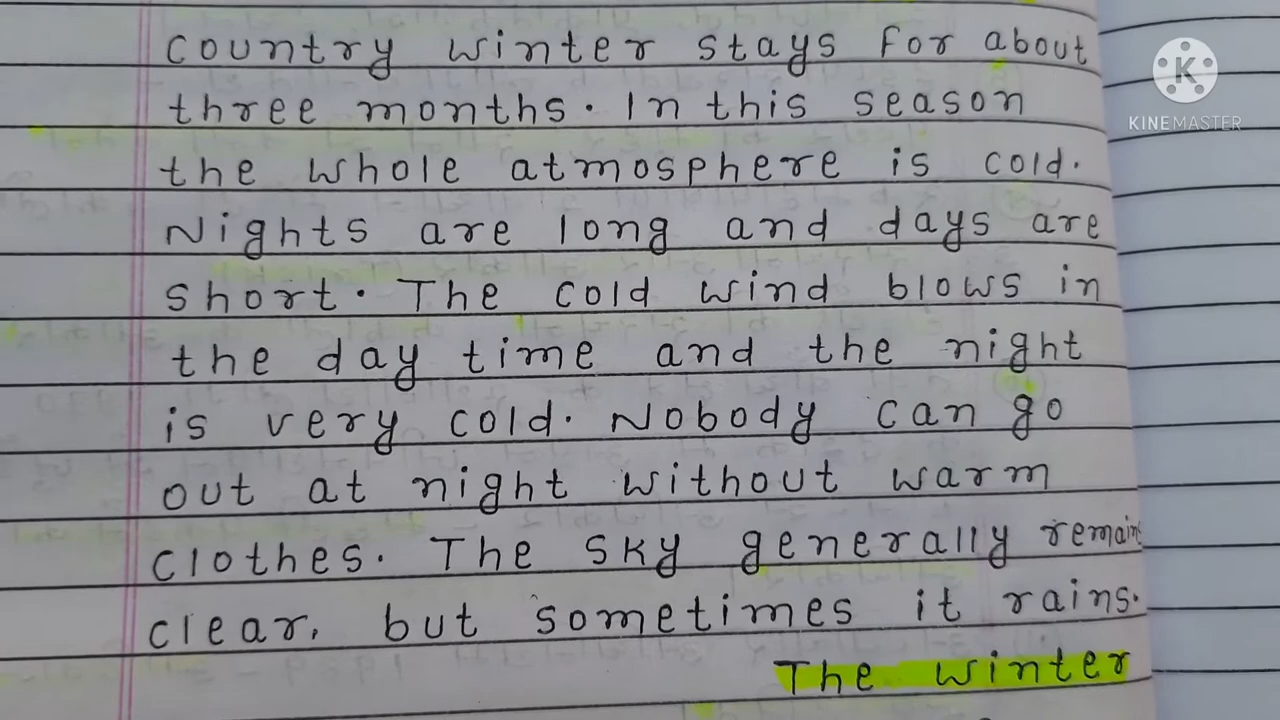 country winter stays for about
three months. In this season
the whole atmosphere is cold.
Nights are long and days are
short. The cold wind blows in
the day time and the night
is very cold. Nobody can go
out at night without warm
clothes. The sky generally remains
clear, but sometimes it rains.
The winter
KINEMASTER